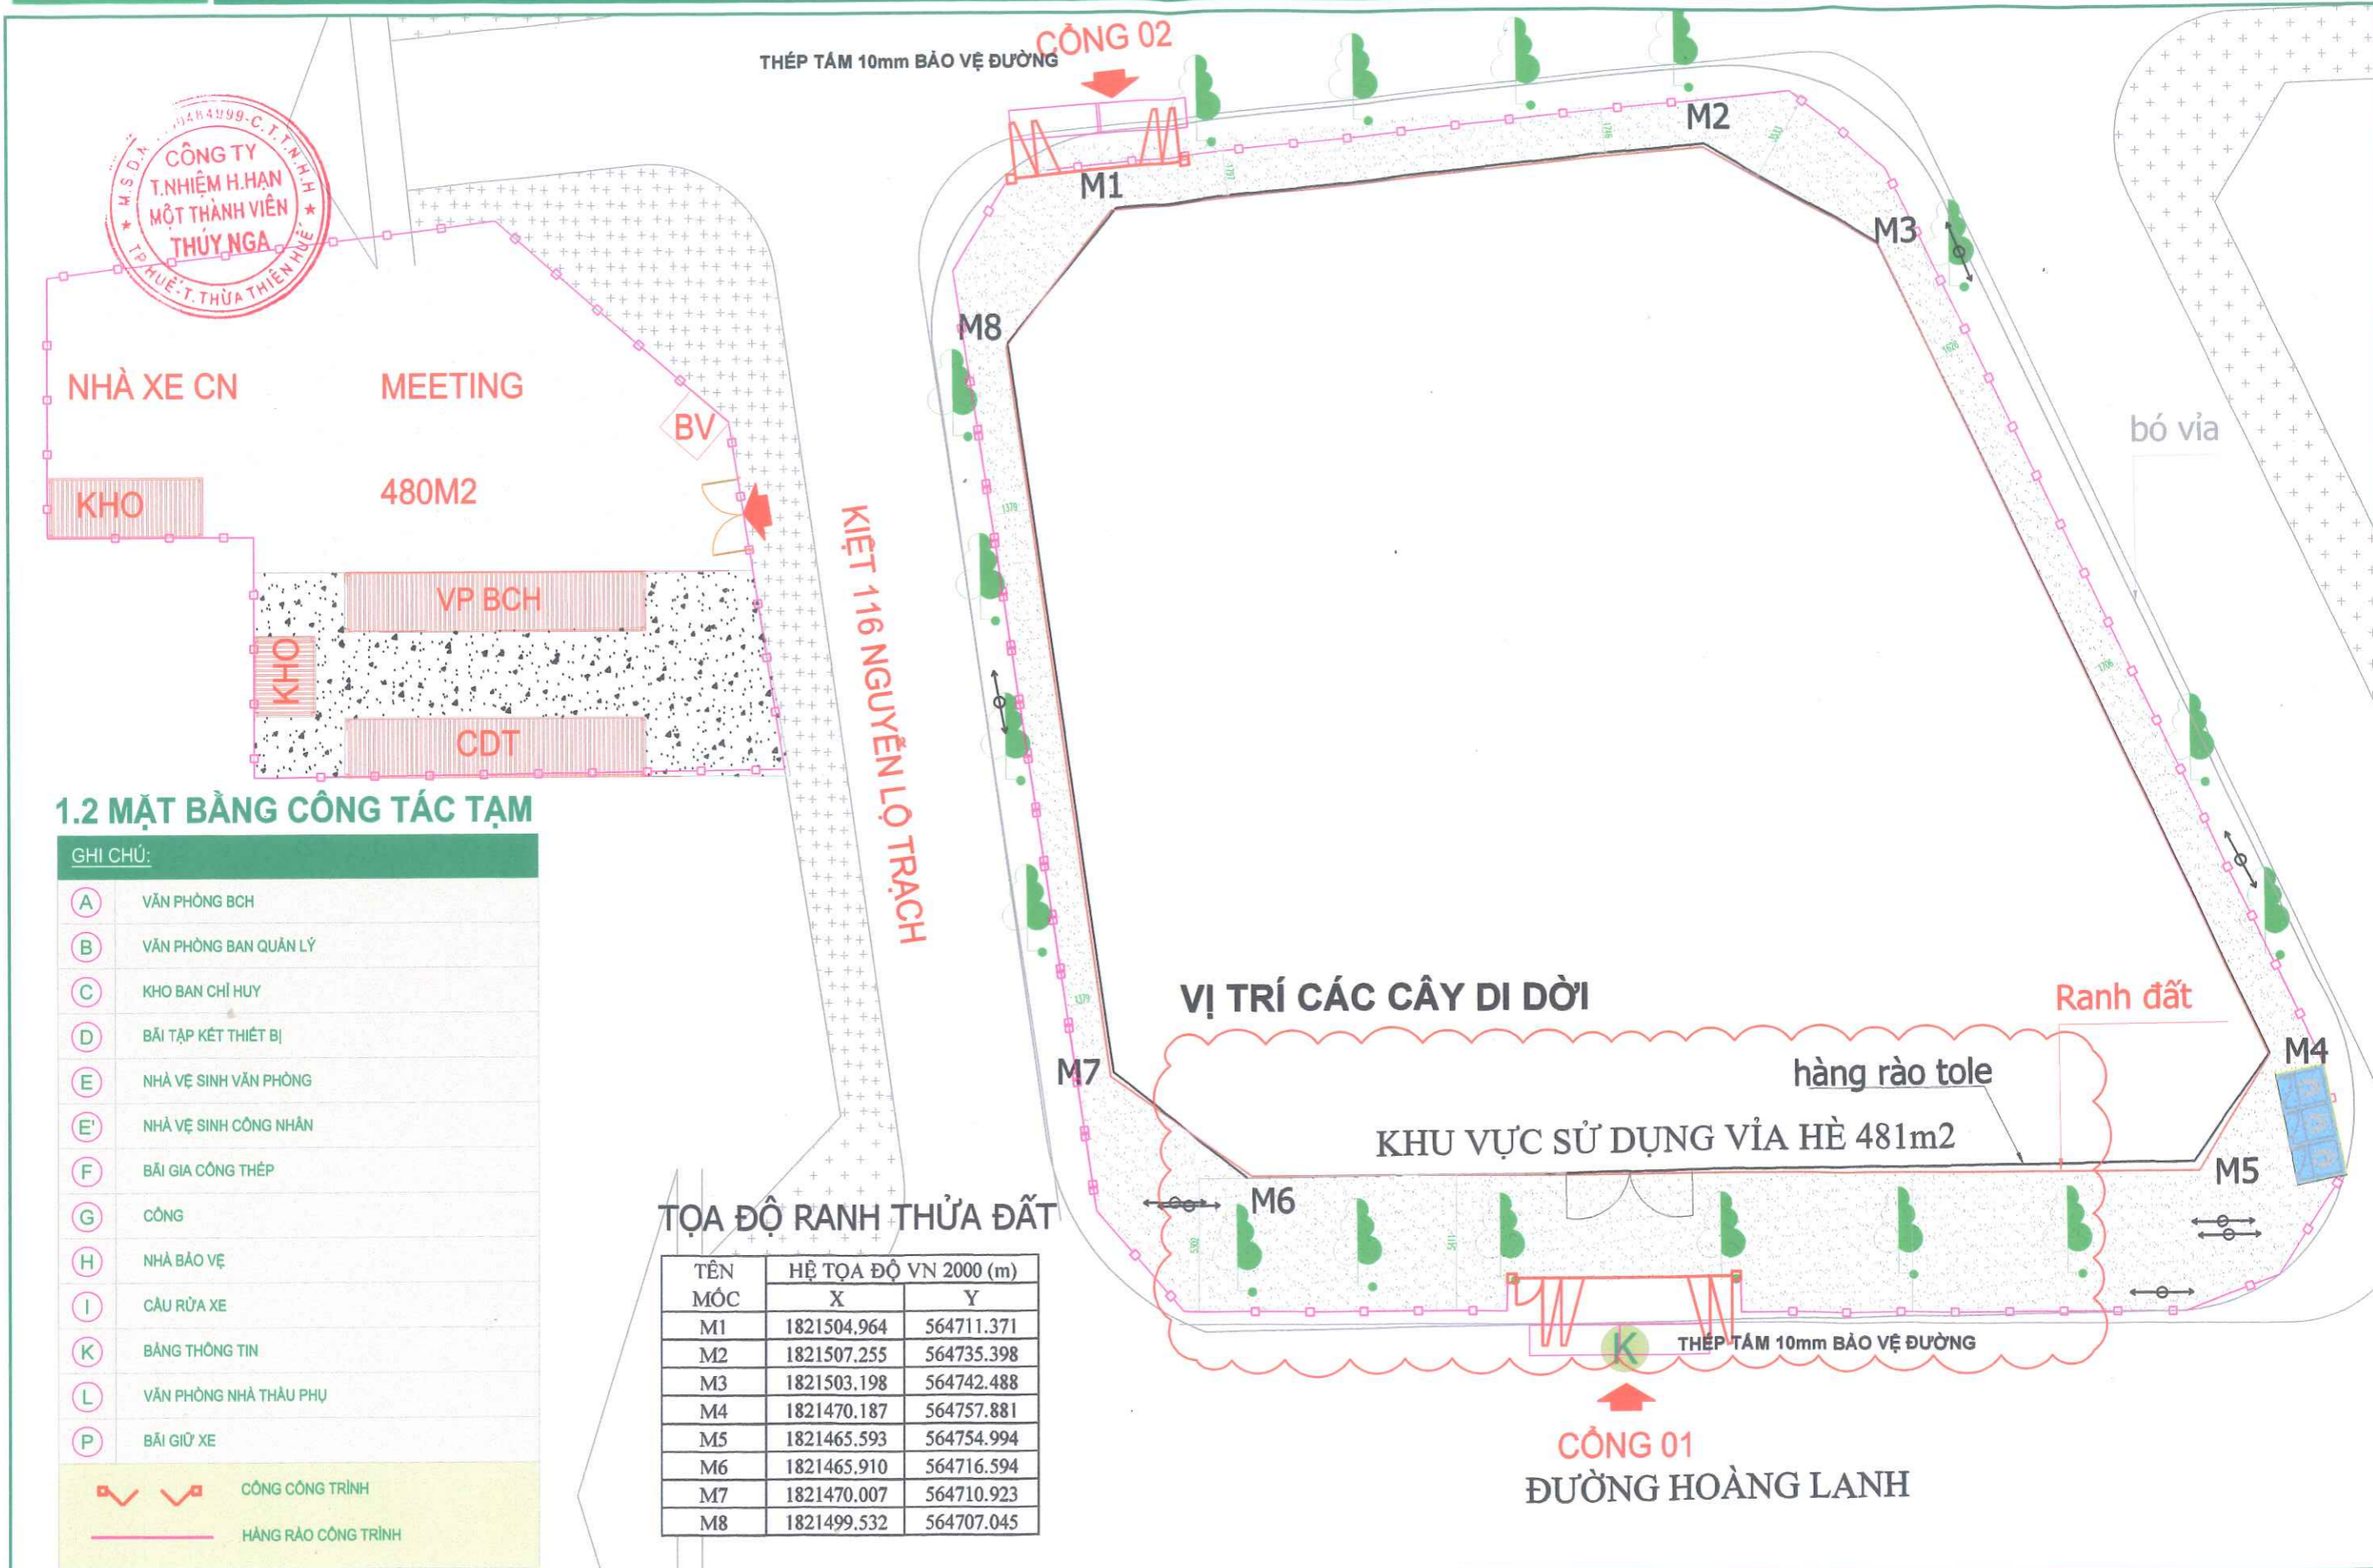 THÉP TẤM 10mm BẢO VỆ ĐƯỜNG
CỔNG 02
CÔNG TY
T.NHIỆM H.HẠN
MỘT THÀNH VIÊN
THÚY NGA
TP HUẾ-T.THỪA THIÊN HUẾ
M1
M2
M3
M8
NHÀ XE CN
MEETING
BV
480M2
KHO
VP BCH
KHO
CDT
KIỆT 116 NGUYỄN LỘ TRẠCH
bó vỉa
1379
1628
1706
1379
1.2 MẶT BẰNG CÔNG TÁC TẠM
GHI CHÚ:
A VĂN PHÒNG BCH
B VĂN PHÒNG BAN QUẢN LÝ
C KHO BAN CHỈ HUY
D BÃI TẬP KẾT THIẾT BỊ
E NHÀ VỆ SINH VĂN PHÒNG
E' NHÀ VỆ SINH CÔNG NHÂN
F BÃI GIA CÔNG THÉP
G CỔNG
H NHÀ BẢO VỆ
I CẦU RỬA XE
K BẢNG THÔNG TIN
L VĂN PHÒNG NHÀ THẦU PHỤ
P BÃI GIỮ XE
CỔNG CÔNG TRÌNH
HÀNG RÀO CÔNG TRÌNH
VỊ TRÍ CÁC CÂY DI DỜI
Ranh đất
M4
M7
hàng rào tole
KHU VỰC SỬ DỤNG VỈA HÈ 481m2
M5
M6
5302
5411
K
THÉP TẤM 10mm BẢO VỆ ĐƯỜNG
CỔNG 01
ĐƯỜNG HOÀNG LANH
TỌA ĐỘ RANH THỬA ĐẤT
TÊN HỆ TỌA ĐỘ VN 2000 (m)
MỐC X Y
M1 1821504.964 564711.371
M2 1821507.255 564735.398
M3 1821503.198 564742.488
M4 1821470.187 564757.881
M5 1821465.593 564754.994
M6 1821465.910 564716.594
M7 1821470.007 564710.923
M8 1821499.532 564707.045